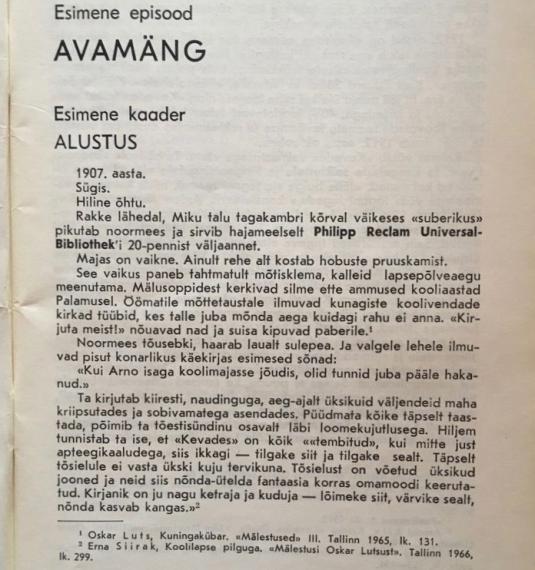 Esimene episood
AVAMÄNG
Esimene kaader
ALUSTUS
1907. aasta.
Sügis.
Hiline õhtu.
Rakke lähedal, Miku talu tagakambri kõrval väikeses «suberikus»
pikutab noormees ja sirvib hajameelselt Philipp Reclam Universal-
Bibliothek'i 20-pennist väljaannet.
Majas on vaikne. Ainult rehe alt kostab hobuste pruuskamist.
See vaikus paneb tahtmatult mõtisklema, kalleid lapsepõlveaegu
meenutama. Mälusoppidest kerkivad silme ette ammused kooliaastad
Palamusel. Öömatile mõttetaustale ilmuvad kunagiste koolivendade
kirkad tüübid, kes talle juba mõnda aega kuidagi rahu ei anna. «Kir-
juta meist!» nõuavad nad ja suisa kipuvad paberile.¹
Noormees tõusebki, haarab laualt sulepea. Ja valgele lehele ilmu-
vad pisut konarlikus käekirjas esimesed sõnad:
«Kui Arno isaga koolimajasse jõudis, olid tunnid juba pääle haka-
nud.»
Ta kirjutab kiiresti, naudinguga, aeg-ajalt üksikuid väljendeid maha
kriipsutades ja sobivamatega asendades. Püüdmata kõike täpselt taas-
tada, põimib ta tõestisündinu osavalt läbi loomekujutlusega. Hiljem
tunnistab ta ise, et «Kevades» on kõik ««tembitud», kui mitte just
apteegikaaludega, siis ikkagi — tilgake siit ja tilgake sealt. Täpselt
tõsielule ei vasta ükski kuju tervikuna. Tõsielust on võetud üksikud
jooned ja neid siis nõnda-ütelda fantaasia korras omamoodi keeruta-
tud. Kirjanik on ju nagu ketraja ja kuduja — lõimeke siit, värvike sealt,
nõnda kasvab kangas.»²
¹ Oskar Luts, Kuningakübar. «Mälestused» III. Tallinn 1965, lk. 131.
² Erna Siirak, Koolilapse pilguga. «Mälestusi Oskar Lutsust». Tallinn 1966,
lk. 299.